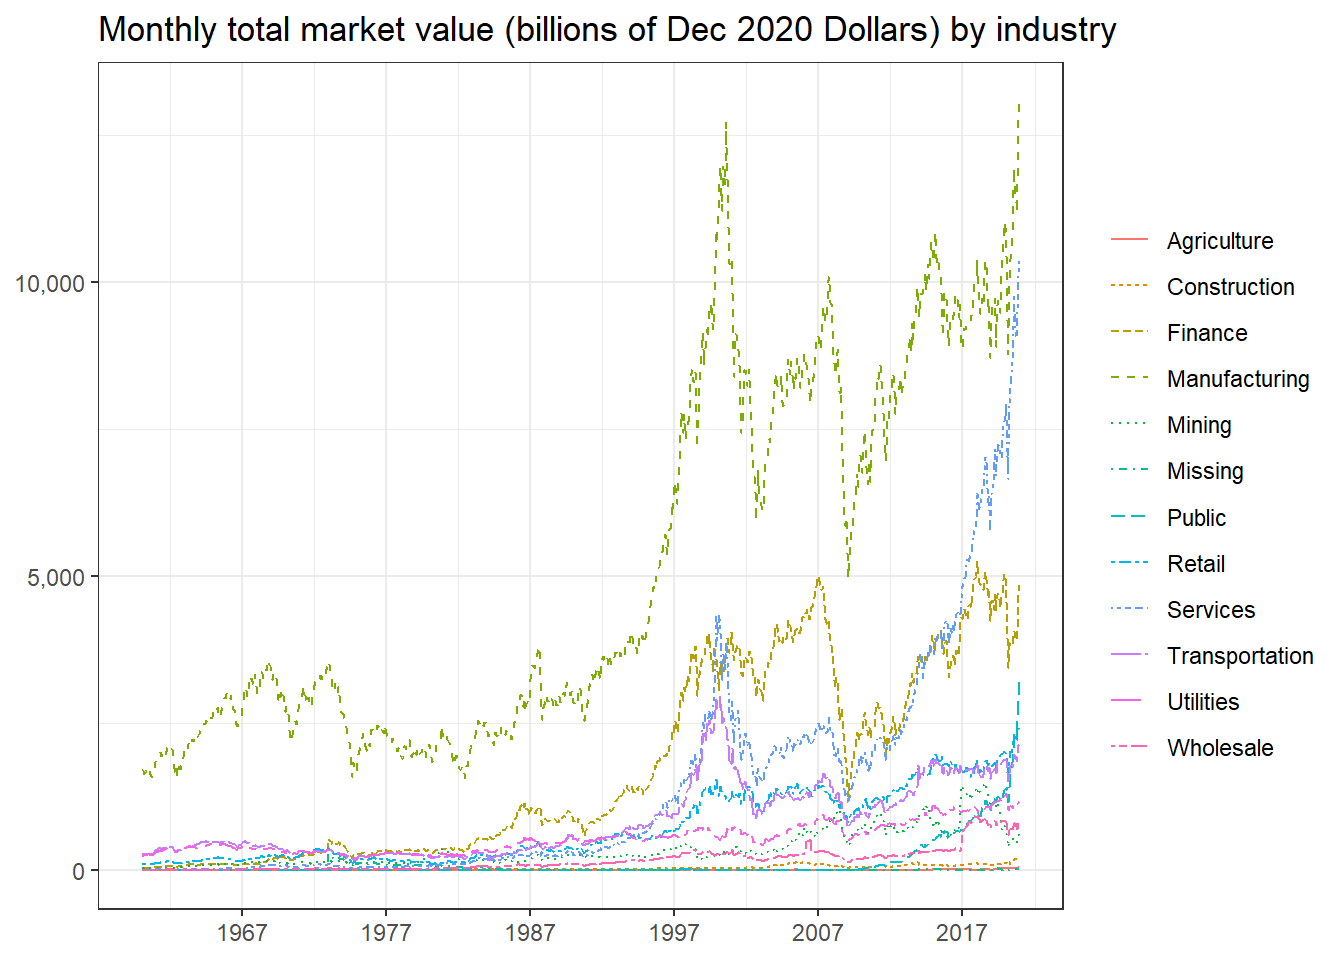 Monthly total market value (billions of Dec 2020 Dollars) by industry
10,000
5,000
0
1967
1977
1987
1997
2007
2017
Agriculture
Construction
Finance
Manufacturing
Mining
Missing
Public
Retail
Services
Transportation
Utilities
Wholesale